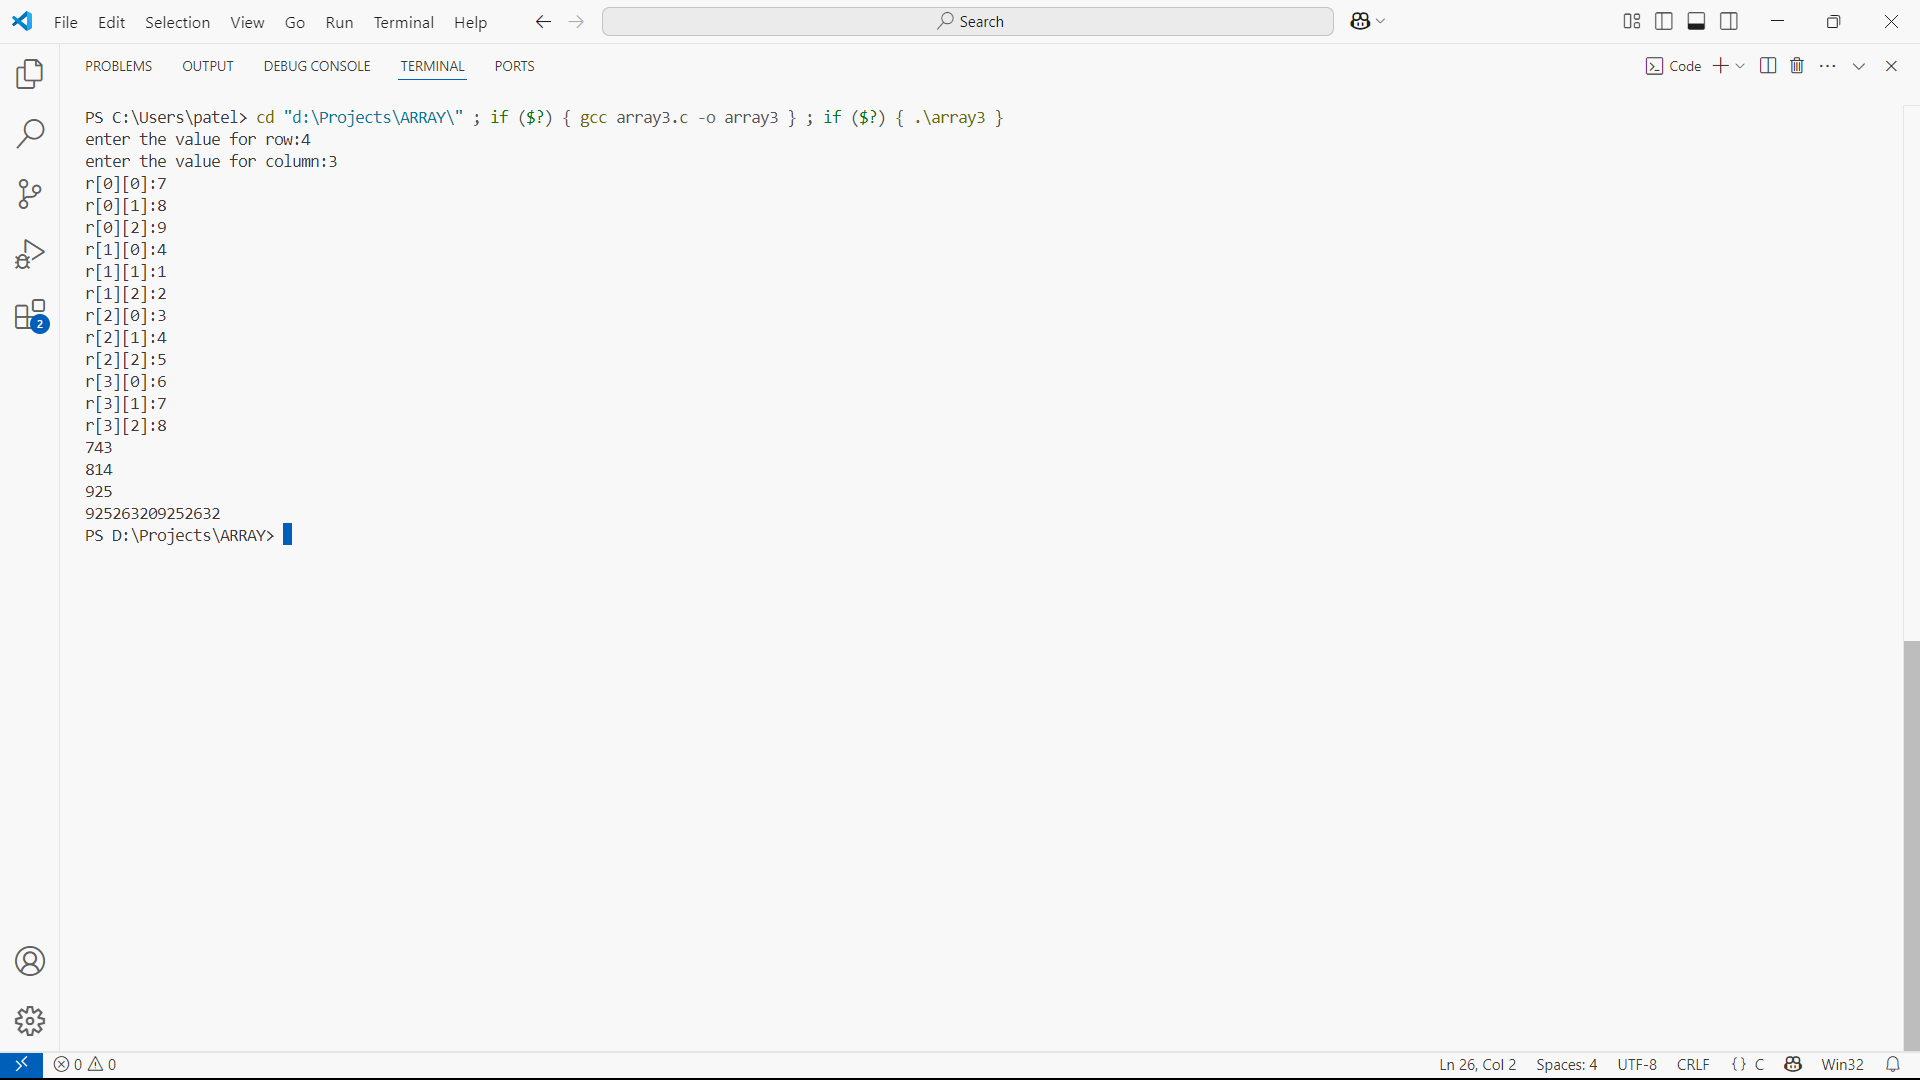 File Edit Selection View Go Run Terminal Help Search
PROBLEMS OUTPUT DEBUG CONSOLE TERMINAL PORTS Code
PS C:\Users\patel> cd "d:\Projects\ARRAY\" ; if ($?) { gcc array3.c -o array3 } ; if ($?) { .\array3 }
enter the value for row:4
enter the value for column:3
r[0][0]:7
r[0][1]:8
r[0][2]:9
r[1][0]:4
r[1][1]:1
r[1][2]:2
r[2][0]:3
r[2][1]:4
r[2][2]:5
r[3][0]:6
r[3][1]:7
r[3][2]:8
743
814
925
925263209252632
PS D:\Projects\ARRAY>
2
0 0 Ln 26, Col 2 Spaces: 4 UTF-8 CRLF {} C Win32